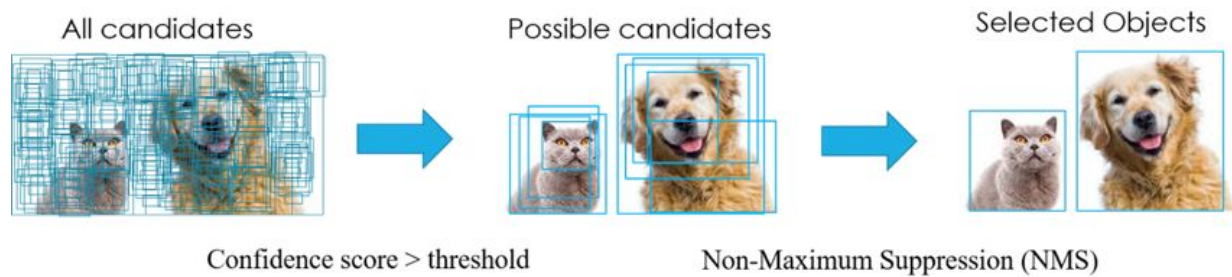 All candidates
Possible candidates
Selected Objects
Confidence score > threshold
Non-Maximum Suppression (NMS)